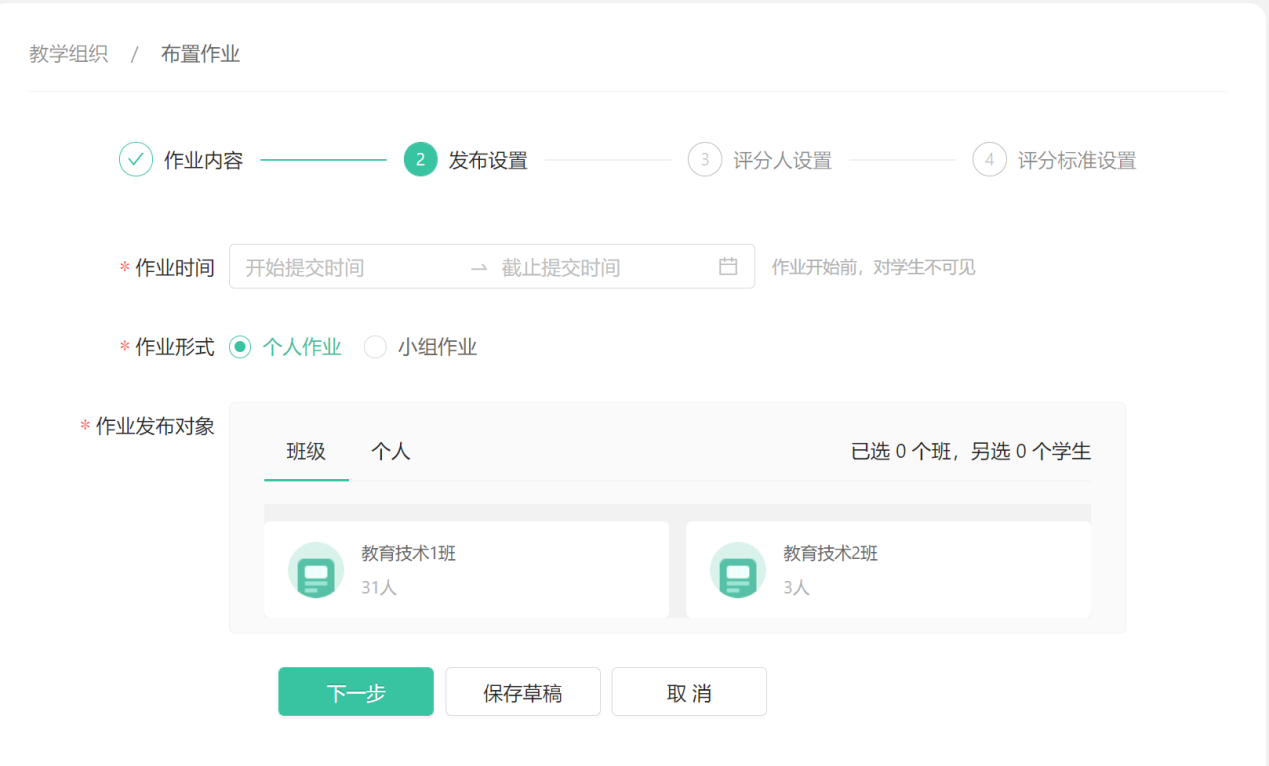 教学组织 / 布置作业
作业内容 2 发布设置 3 评分人设置 4 评分标准设置
* 作业时间 开始提交时间 → 截止提交时间 作业开始前，对学生不可见
* 作业形式 个人作业 小组作业
* 作业发布对象
班级 个人 已选 0 个班，另选 0 个学生
教育技术1班 教育技术2班
31人 3人
下一步 保存草稿 取 消